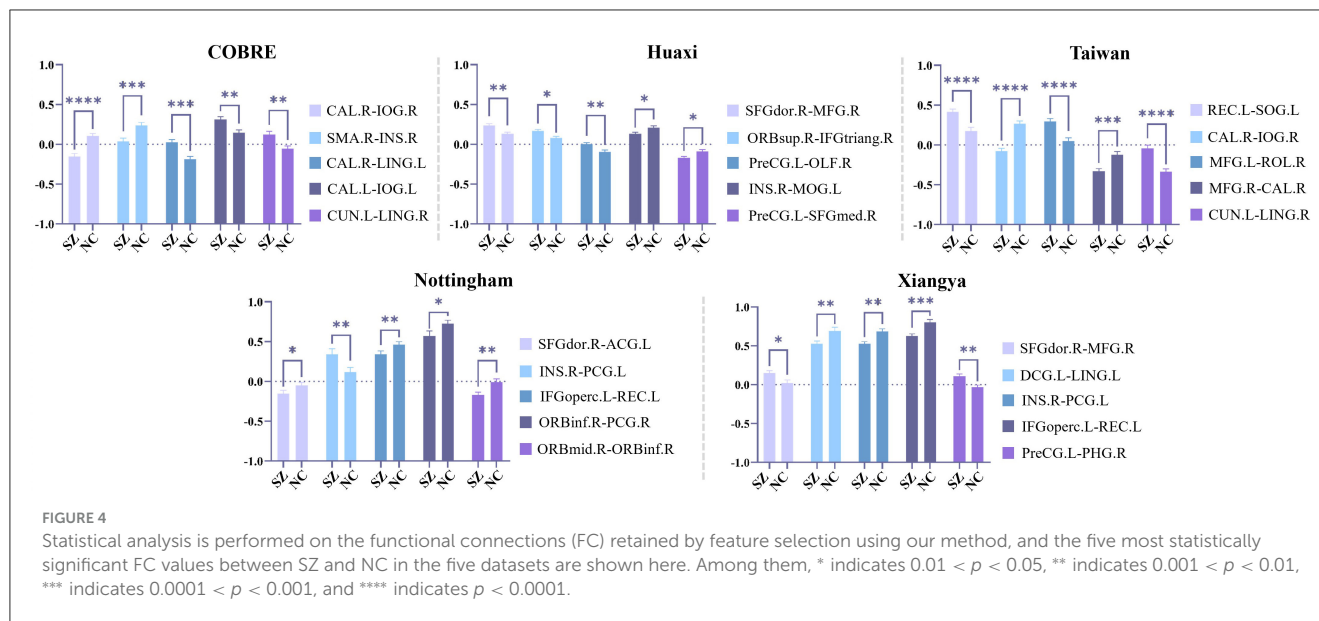 COBRE
1.0
0.5
0.0
-0.5
-1.0
**** *** *** ** **
SZ NC SZ NC SZ NC SZ NC SZ NC
CAL.R-IOG.R
SMA.R-INS.R
CAL.R-LING.L
CAL.L-IOG.L
CUN.L-LING.R
Huaxi
1.0
0.5
0.0
-0.5
-1.0
** * ** * *
SZ NC SZ NC SZ NC SZ NC SZ NC
SFGdor.R-MFG.R
ORBsup.R-IFGtriang.R
PreCG.L-OLF.R
INS.R-MOG.L
PreCG.L-SFGmed.R
Taiwan
1.0
0.5
0.0
-0.5
-1.0
**** **** **** *** ****
SZ NC SZ NC SZ NC SZ NC SZ NC
REC.L-SOG.L
CAL.R-IOG.R
MFG.L-ROL.R
MFG.R-CAL.R
CUN.L-LING.R
Nottingham
1.0
0.5
0.0
-0.5
-1.0
* ** ** * **
SZ NC SZ NC SZ NC SZ NC SZ NC
SFGdor.R-ACG.L
INS.R-PCG.L
IFGoperc.L-REC.L
ORBinf.R-PCG.R
ORBmid.R-ORBinf.R
Xiangya
1.0
0.5
0.0
-0.5
-1.0
* ** ** *** **
SZ NC SZ NC SZ NC SZ NC SZ NC
SFGdor.R-MFG.R
DCG.L-LING.L
INS.R-PCG.L
IFGoperc.L-REC.L
PreCG.L-PHG.R
FIGURE 4
Statistical analysis is performed on the functional connections (FC) retained by feature selection using our method, and the five most statistically
significant FC values between SZ and NC in the five datasets are shown here. Among them, * indicates 0.01 < p < 0.05, ** indicates 0.001 < p < 0.01,
*** indicates 0.0001 < p < 0.001, and **** indicates p < 0.0001.